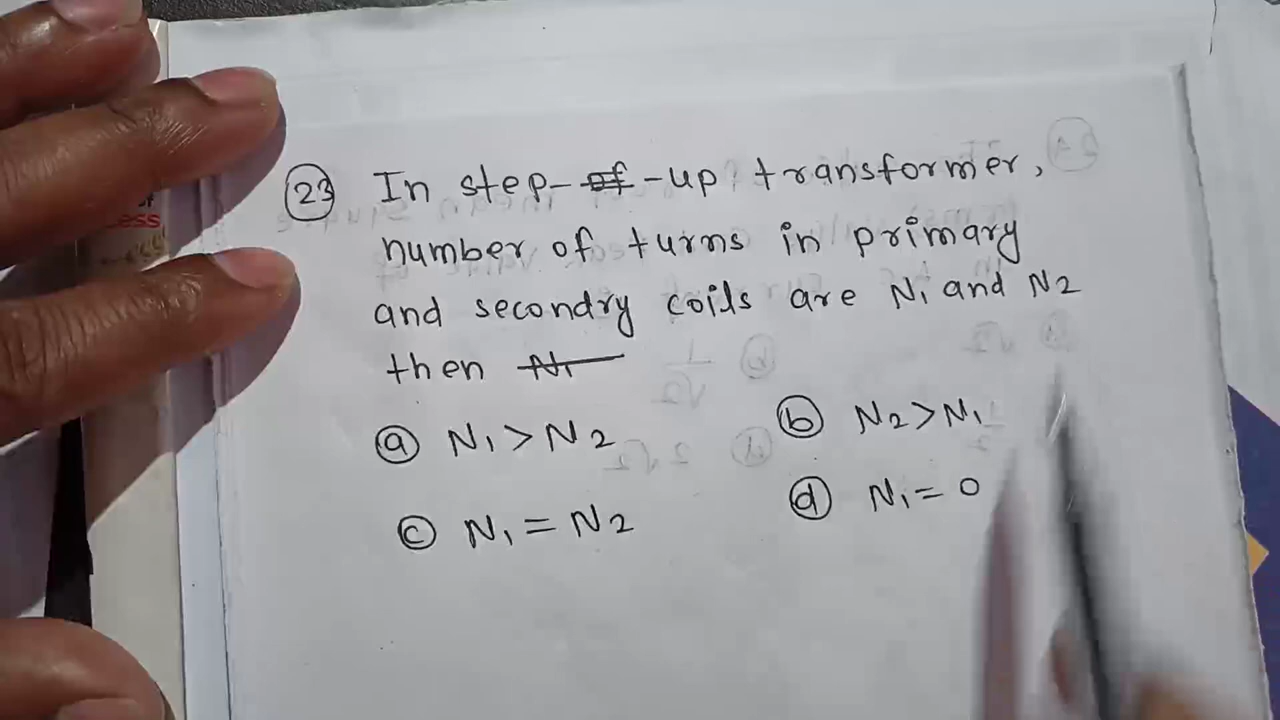 23 In step-of-up transformer,
number of turns in primary
and secondry coils are N1 and N2
then N1
a N1 > N2
b N2 > N1
c N1 = N2
d N1 = 0